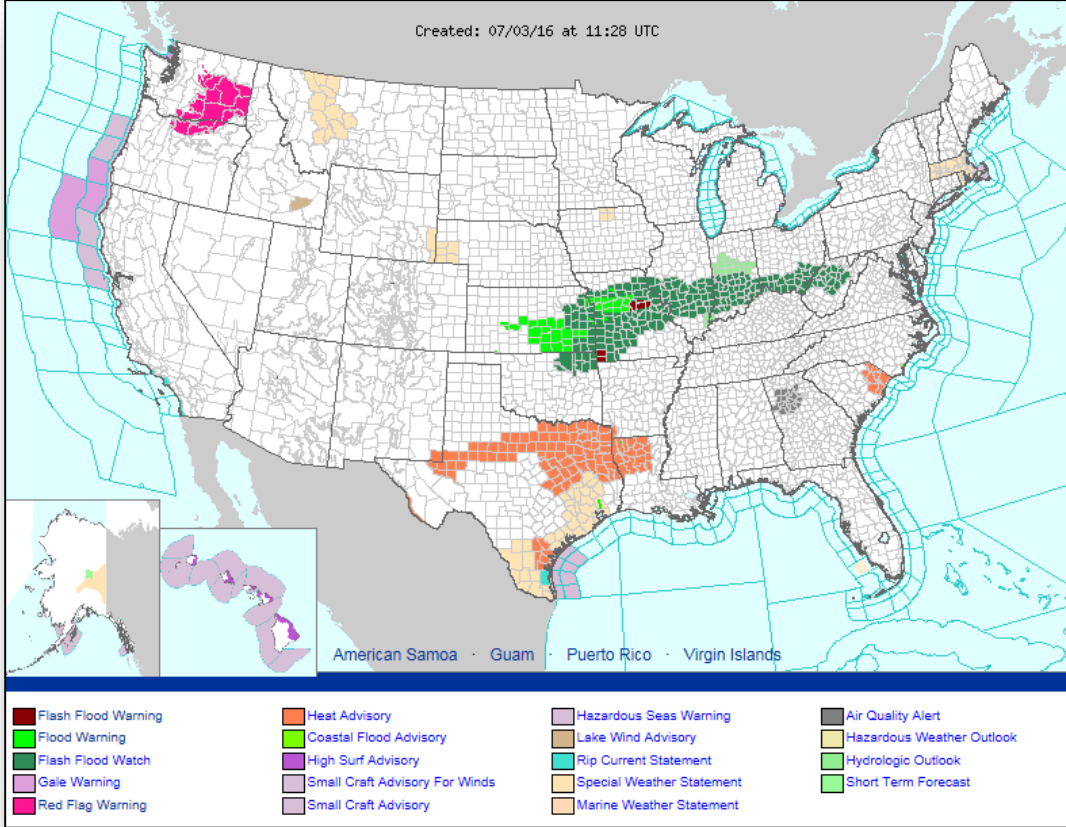 Created: 07/03/16 at 11:28 UTC
American Samoa · Guam · Puerto Rico · Virgin Islands
Flash Flood Warning
Flood Warning
Flash Flood Watch
Gale Warning
Red Flag Warning
Heat Advisory
Coastal Flood Advisory
High Surf Advisory
Small Craft Advisory For Winds
Small Craft Advisory
Hazardous Seas Warning
Lake Wind Advisory
Rip Current Statement
Special Weather Statement
Marine Weather Statement
Air Quality Alert
Hazardous Weather Outlook
Hydrologic Outlook
Short Term Forecast